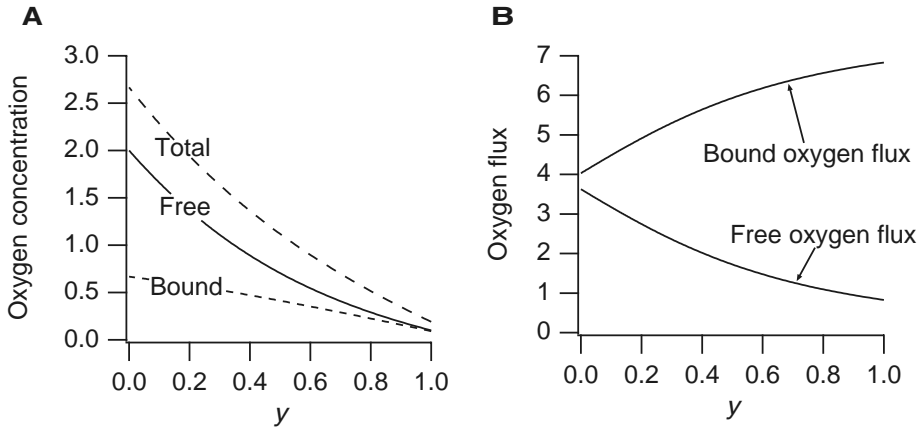 A
Oxygen concentration
3.0
2.5
2.0
1.5
1.0
0.5
0.0
Total
Free
Bound
0.0 0.2 0.4 0.6 0.8 1.0
y
B
Oxygen flux
7
6
5
4
3
2
1
0
Bound oxygen flux
Free oxygen flux
0.0 0.2 0.4 0.6 0.8 1.0
y